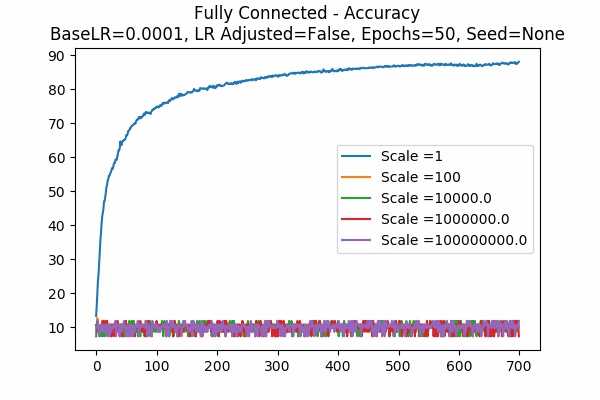 Fully Connected - Accuracy
BaseLR=0.0001, LR Adjusted=False, Epochs=50, Seed=None
90
80
70
60
50
40
30
20
10
Scale =1
Scale =100
Scale =10000.0
Scale =1000000.0
Scale =100000000.0
0 100 200 300 400 500 600 700